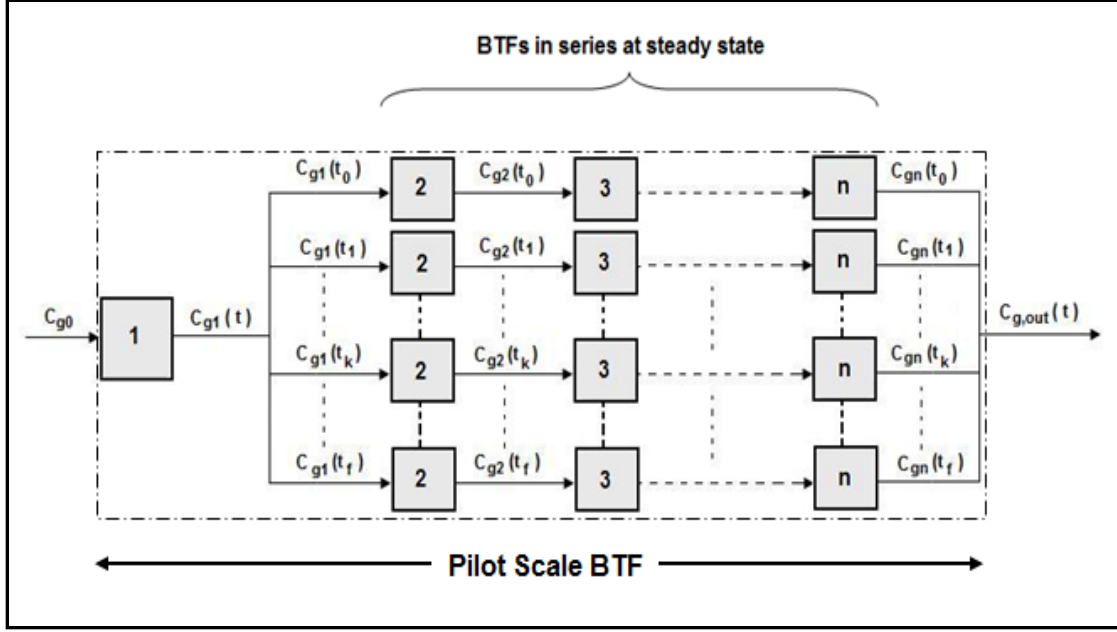 BTFs in series at steady state
Cg1(t0) 2 Cg2(t0) 3 n Cgn(t0)
Cg1(t1) 2 Cg2(t1) 3 n Cgn(t1)
Cg0 1 Cg1(t) Cg,out(t)
Cg1(tk) 2 Cg2(tk) 3 n Cgn(tk)
Cg1(tf) 2 Cg2(tf) 3 n Cgn(tf)
Pilot Scale BTF